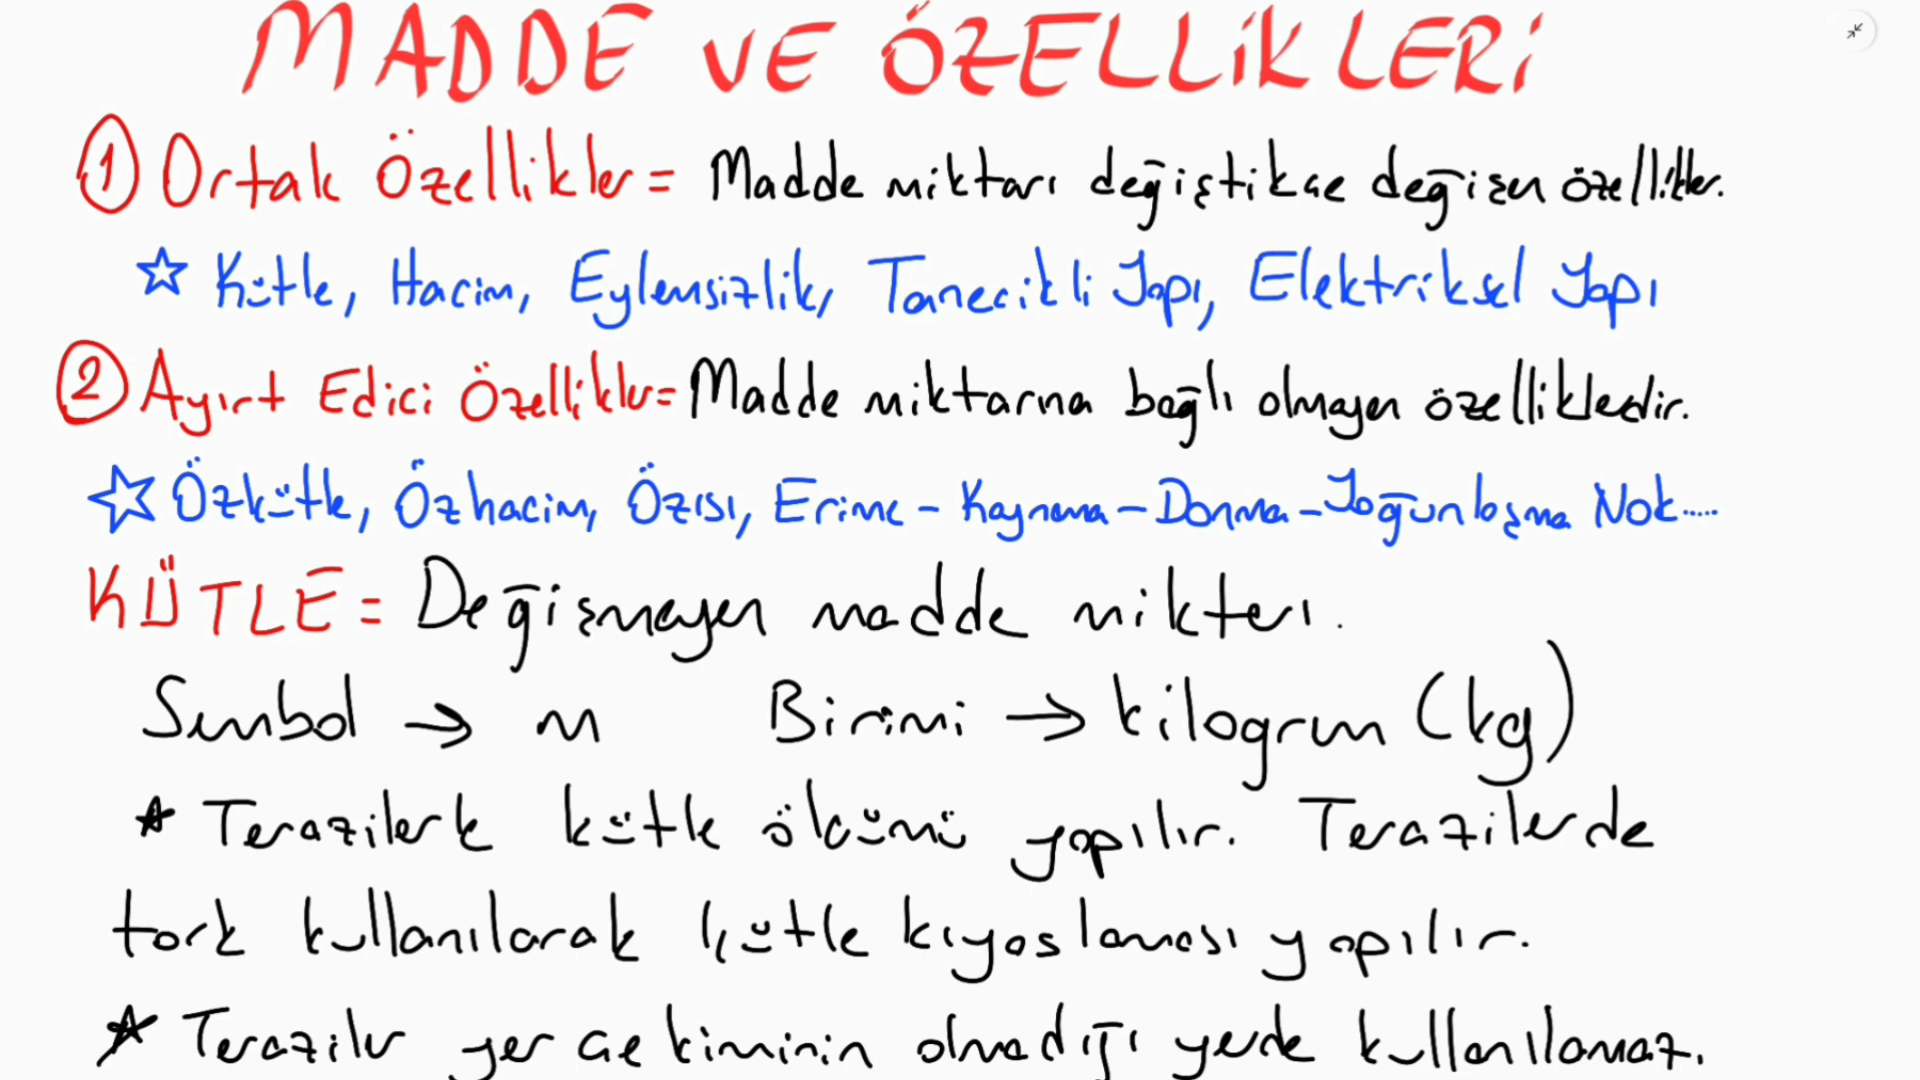 MADDE VE ÖZELLİKLERİ
① Ortak Özellikler = Madde miktarı değiştikçe değişen özellikler.
☆ Kütle, Hacim, Eylemsizlik, Tanecikli Yapı, Elektriksel Yapı
② Ayırt Edici Özellikler = Madde miktarına bağlı olmayan özelliklerdir.
☆ Özkütle, Özhacim, Özısı, Erime - Kaynama - Donma - Yoğunlaşma Nok.....
KÜTLE = Değişmeyen madde miktarı.
Sembol → m Birimi → kilogram (kg)
★ Terazilerle kütle ölçümü yapılır. Terazilerde
tork kullanılarak kütle kıyaslaması yapılır.
★ Teraziler yer çekiminin olmadığı yerde kullanılamaz.